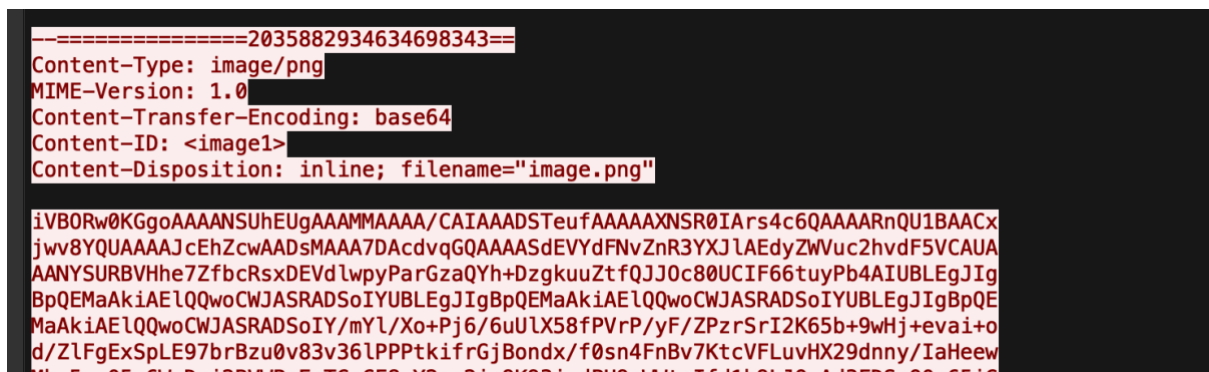 --===============2035882934634698343==
Content-Type: image/png
MIME-Version: 1.0
Content-Transfer-Encoding: base64
Content-ID: <image1>
Content-Disposition: inline; filename="image.png"
iVBORw0KGgoAAAANSUhEUgAAAMMAAAA/CAIAAADSTeufAAAAAXNSR0IArs4c6QAAAARnQU1BAACx
jwv8YQUAAAAJcEhZcwAADsMAAA7DAcdvqGQAAAASdEVYdFNvZnR3YXJlAEdyZWVuc2hvdF5VCAUA
AANYSURBVHhe7ZfbcRsxDEVdlwpyParGzaQYh+DzgkuuZtfQJJOc80UCIF66tuyPb4AIUBLEgJIg
BpQEMaAkiAElQQwoCWJASRADSoIYUBLEgJIgBpQEMaAkiAElQQwoCWJASRADSoIYUBLEgJIgBpQE
MaAkiAElQQwoCWJASRADSoIY/mYl/Xo+Pj6/6uUlX58fPVrP/yF/ZPzrSrI2K65b+9wHj+evai+o
d/ZlFgExSpLE97brBzu0v83v36lPPPtkifrGjBondx/f0sn4FnBv7KtcVFLuvHX29dnny/IaHeew